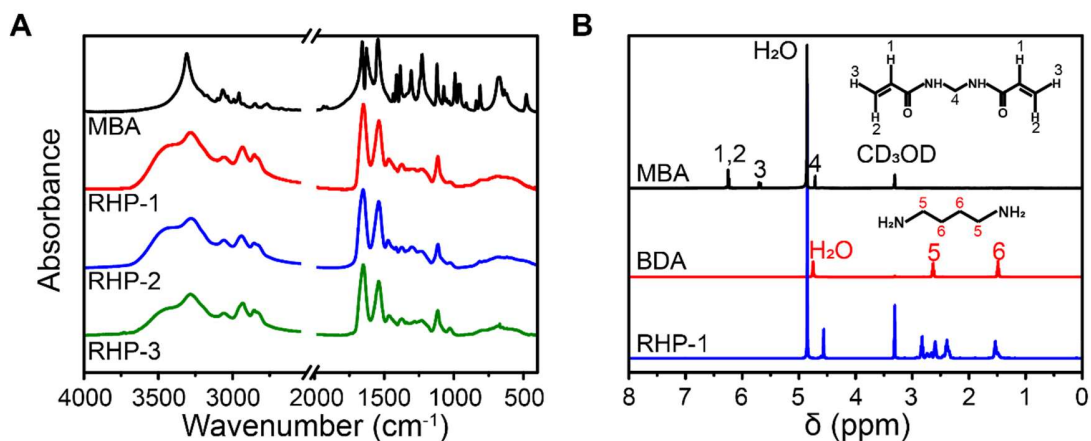 A
Absorbance
MBA
RHP-1
RHP-2
RHP-3
4000 3500 3000 2000 1500 1000 500
Wavenumber (cm⁻¹)
B
H₂O
1 1
3 NH NH 3
4
2 O O 2
CD₃OD
1,2 3 4
MBA
5 6 NH₂
H₂N 6 5
H₂O 5 6
BDA
RHP-1
8 7 6 5 4 3 2 1 0
δ (ppm)
H H
H H
H H